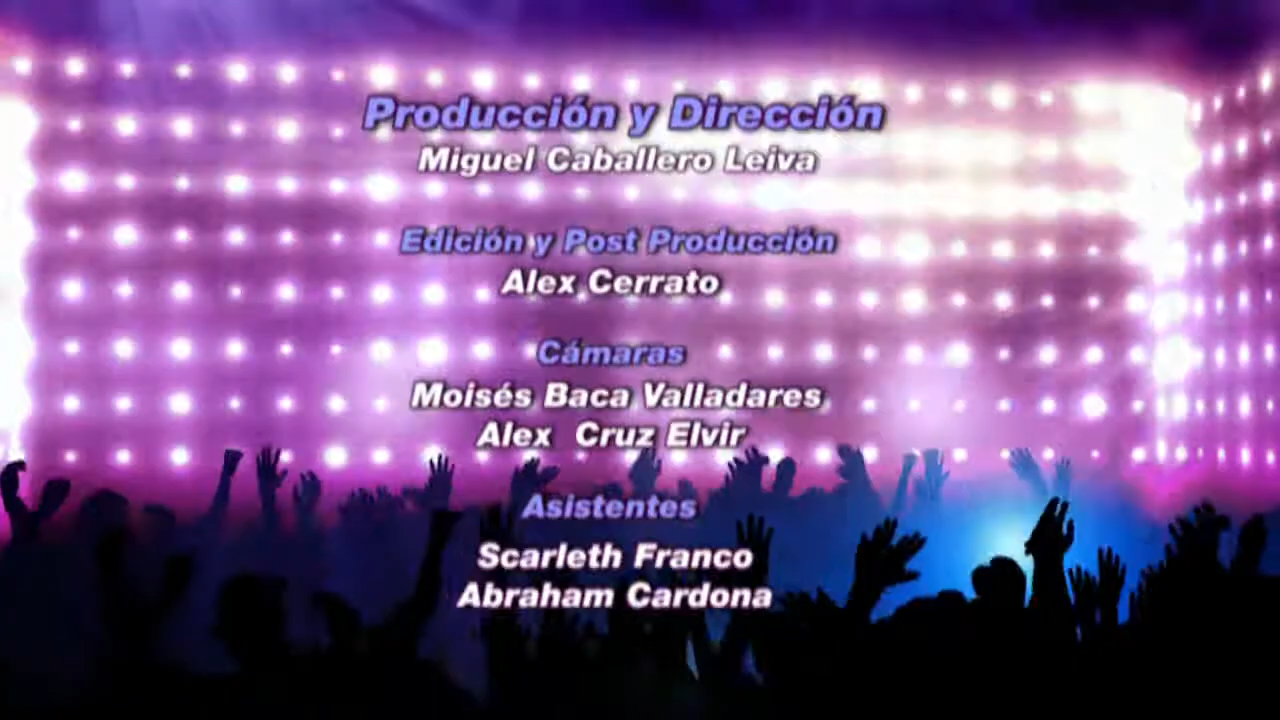 Producción y Dirección
Miguel Caballero Leiva
Edición y Post Producción
Alex Cerrato
Cámaras
Moisés Baca Valladares
Alex Cruz Elvir
Asistentes
Scarleth Franco
Abraham Cardona